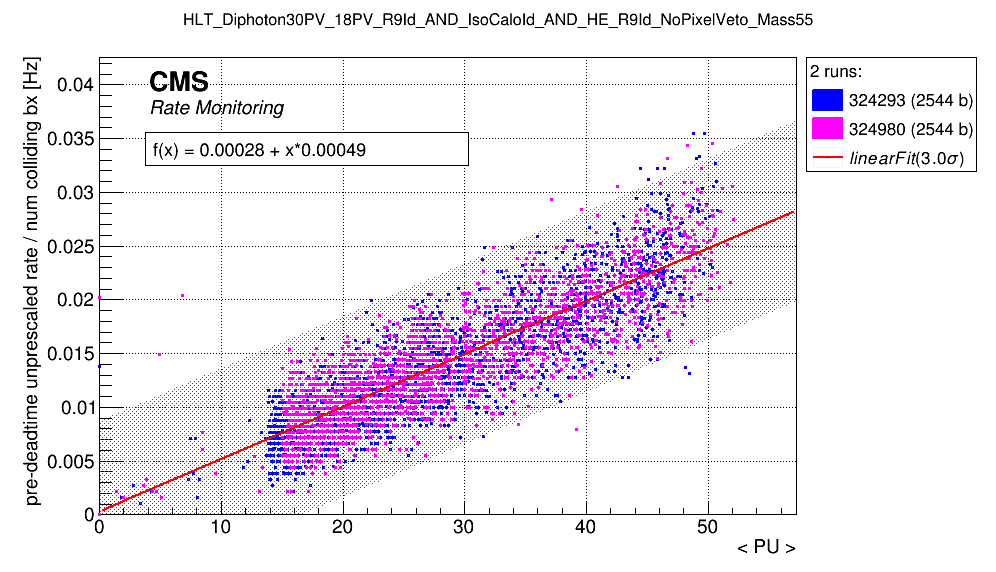 HLT_Diphoton30PV_18PV_R9Id_AND_IsoCaloId_AND_HE_R9Id_NoPixelVeto_Mass55
pre-deadtime unprescaled rate / num colliding bx [Hz]
0.04
0.035
0.03
0.025
0.02
0.015
0.01
0.005
0
CMS
Rate Monitoring
f(x) = 0.00028 + x*0.00049
2 runs:
324293 (2544 b)
324980 (2544 b)
linearFit(3.0σ)
0 10 20 30 40 50
< PU >